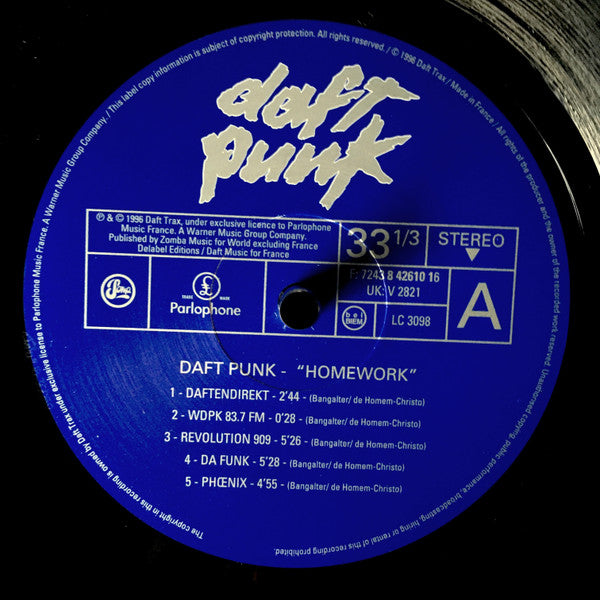 daft
punk
℗ & © 1996 Daft Trax, under exclusive licence to Parlophone
Music France. A Warner Music Group Company.
Published by Zomba Music for World excluding France
Delabel Editions / Daft Music for France
33 1/3
STEREO
Soma
TRADE MARK
Parlophone
F: 7243 8 42610 16
UK: V 2821
bel
BIEM
LC 3098
A
DAFT PUNK - “HOMEWORK”
1 - DAFTENDIREKT - 2’44 - (Bangalter/ de Homem-Christo)
2 - WDPK 83.7 FM - 0’28 - (Bangalter/ de Homem-Christo)
3 - REVOLUTION 909 - 5’26 - (Bangalter/ de Homem-Christo)
4 - DA FUNK - 5’28 - (Bangalter/ de Homem-Christo)
5 - PHŒNIX - 4’55 - (Bangalter/ de Homem-Christo)
The copyright in this recording is owned by Daft Trax under exclusive license to Parlophone Music France. A Warner Music Group Company. / This label copy information is subject of copyright protection. All rights reserved. / © 1996 Daft Trax / Made in France / All rights of the producer and the owner of the recorded work reserved. Unauthorised copying, public performance, broadcasting, hiring or rental of this recording prohibited.